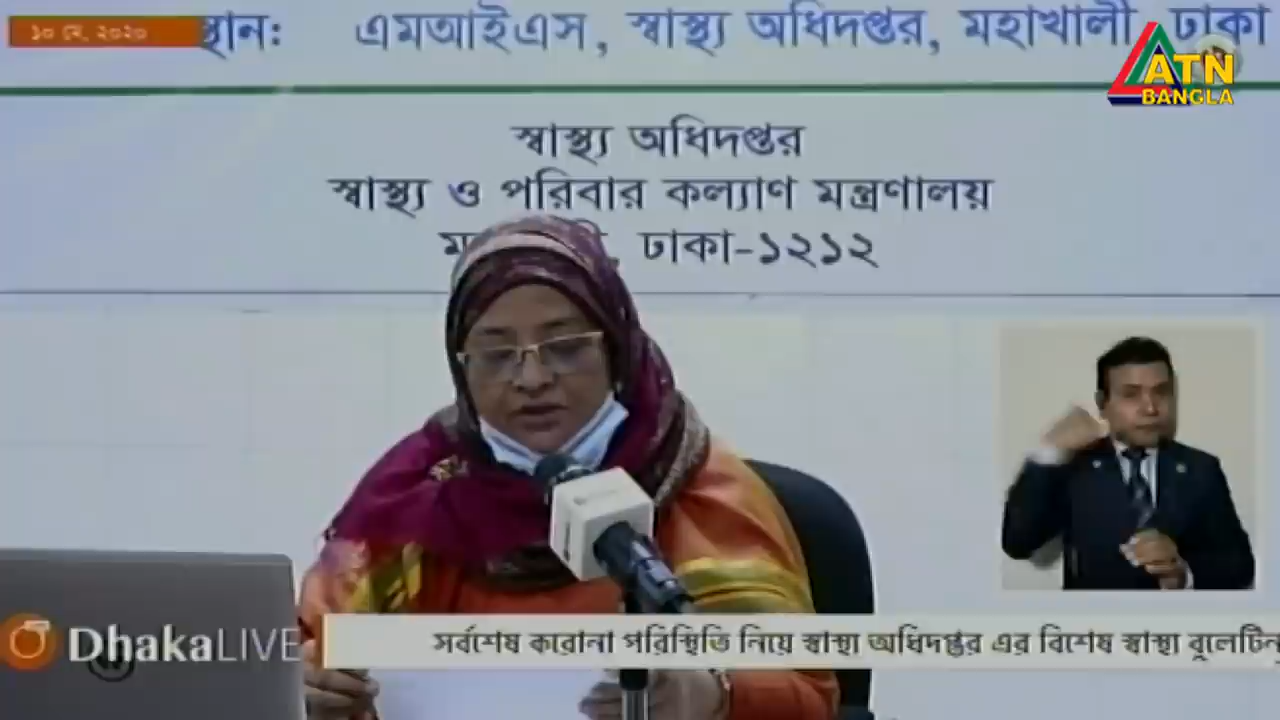 ১০ মে, ২০২০
স্থান: এমআইএস, স্বাস্থ্য অধিদপ্তর, মহাখালী, ঢাকা
ATN
BANGLA
স্বাস্থ্য অধিদপ্তর
স্বাস্থ্য ও পরিবার কল্যাণ মন্ত্রণালয়
ঢাকা-১২১২
DhakaLIVE
সর্বশেষ করোনা পরিস্থিতি নিয়ে স্বাস্থ্য অধিদপ্তর এর বিশেষ স্বাস্থ্য বুলেটিন